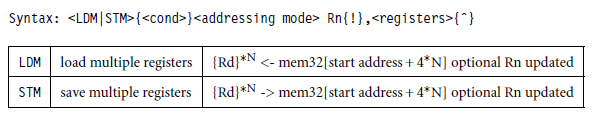 Syntax: <LDM|STM>{<cond>}<addressing mode> Rn{!},<registers>{^}
LDM load multiple registers {Rd}*N <- mem32[start address + 4*N] optional Rn updated
STM save multiple registers {Rd}*N -> mem32[start address + 4*N] optional Rn updated